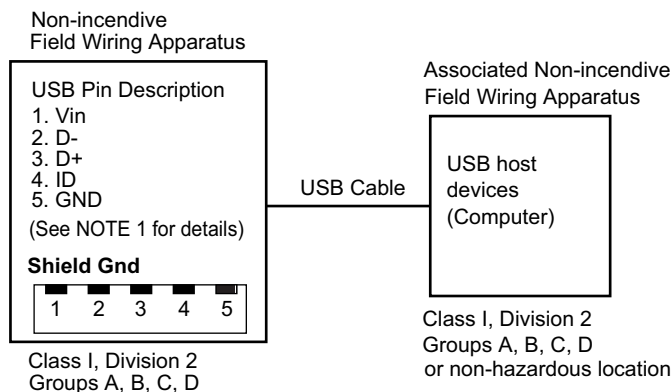 Non-incendive
Field Wiring Apparatus
USB Pin Description
1. Vin
2. D-
3. D+
4. ID
5. GND
(See NOTE 1 for details)
Shield Gnd
1 2 3 4 5
Class I, Division 2
Groups A, B, C, D
USB Cable
Associated Non-incendive
Field Wiring Apparatus
USB host
devices
(Computer)
Class I, Division 2
Groups A, B, C, D
or non-hazardous location